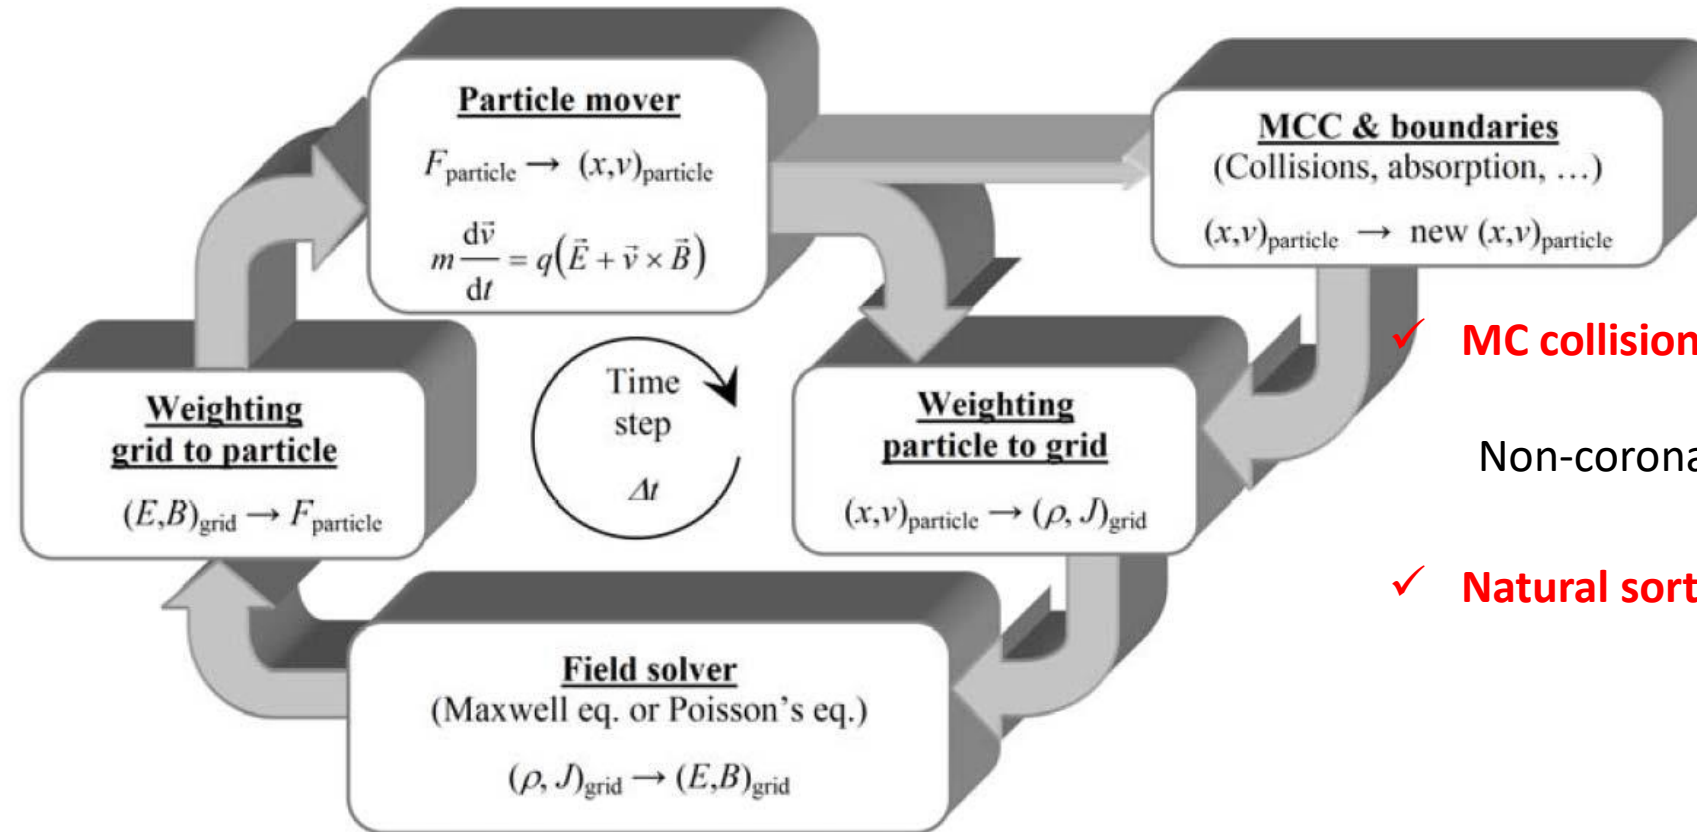 Particle mover
F_particle → (x,v)_particle
m dv⃗/dt = q(E⃗ + v⃗ × B⃗)
MCC & boundaries
(Collisions, absorption, …)
(x,v)_particle → new (x,v)_particle
Weighting
grid to particle
(E,B)_grid → F_particle
Time
step
Δt
Weighting
particle to grid
(x,v)_particle → (ρ, J)_grid
Field solver
(Maxwell eq. or Poisson's eq.)
(ρ, J)_grid → (E,B)_grid
✓ MC collision
Non-corona
✓ Natural sort